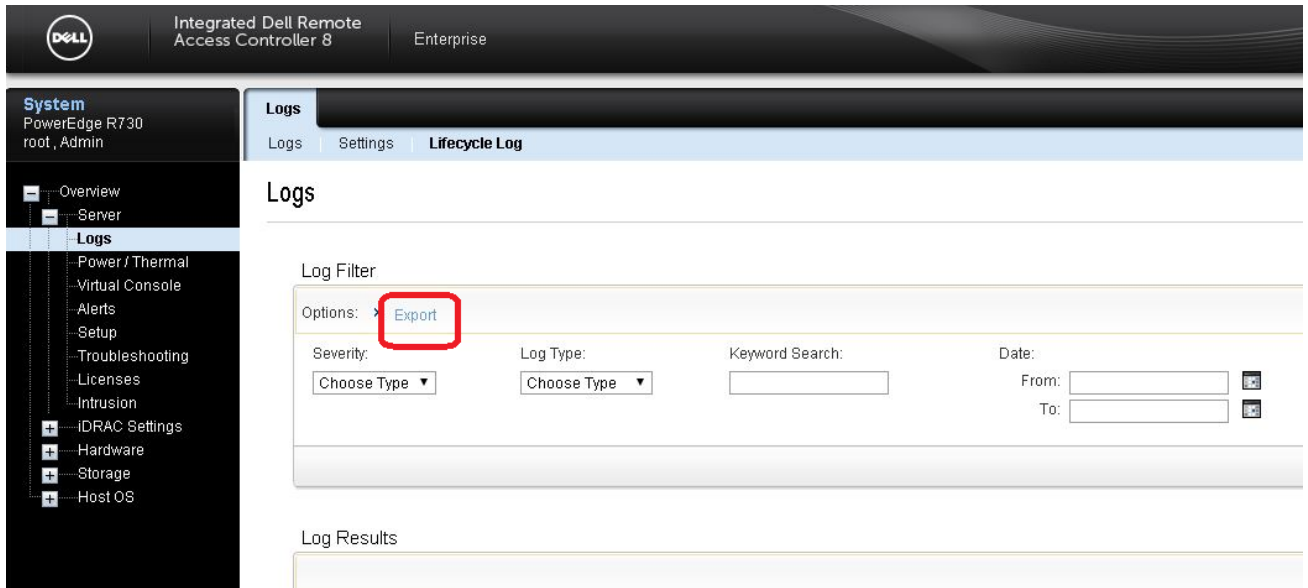 DELL
Integrated Dell Remote
Access Controller 8
Enterprise
System
PowerEdge R730
root , Admin
Overview
Server
Logs
Power / Thermal
Virtual Console
Alerts
Setup
Troubleshooting
Licenses
Intrusion
iDRAC Settings
Hardware
Storage
Host OS
Logs
Logs Settings Lifecycle Log
Logs
Log Filter
Options: Export
Severity: Log Type: Keyword Search: Date:
Choose Type Choose Type From:
To:
Log Results